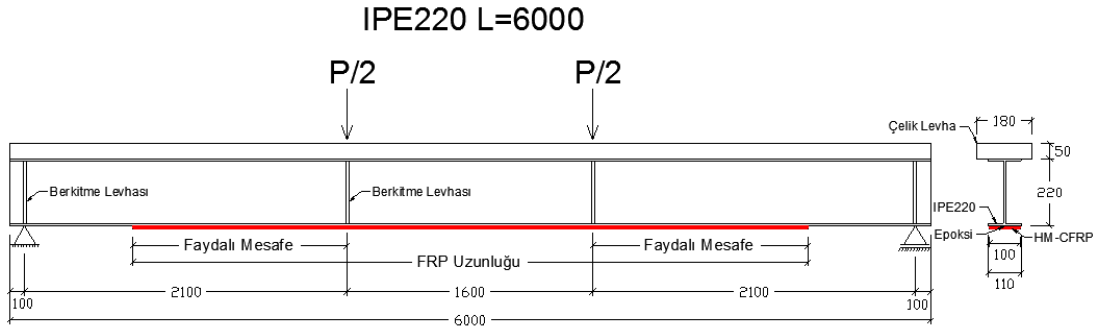 IPE220 L=6000
P/2
P/2
Çelik Levha
180
50
220
Berkitme Levhası
Berkitme Levhası
IPE220
Epoksi
HM-CFRP
Faydalı Mesafe
Faydalı Mesafe
FRP Uzunluğu
100
110
100
2100
1600
2100
100
6000